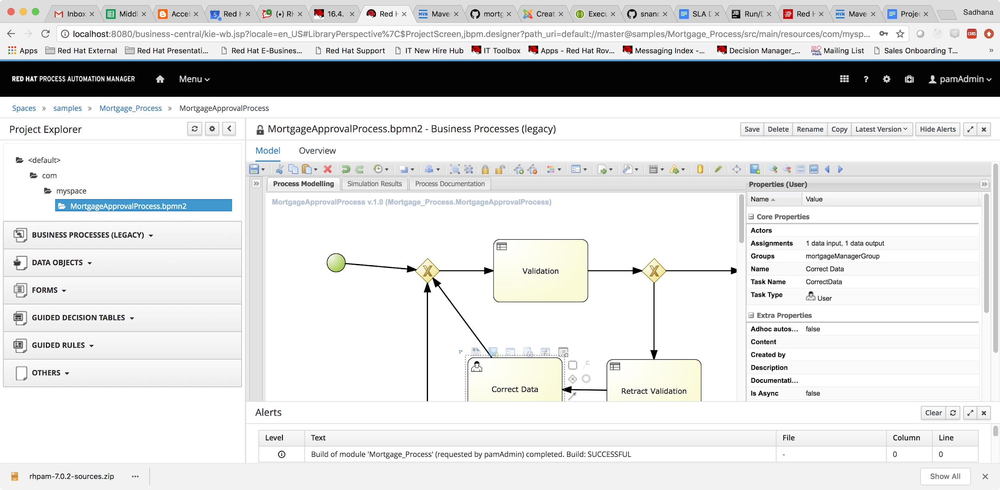 Inbox
Middl
Accel
5
Red H
(•) RH
16.4.
Red H
MVN
Mave
mortg
Creat
Execu
snanc
SLA D
JB
Run/D
Red H
MVN
Mave
Projec
Sadhana
localhost:8080/business-central/kie-wb.jsp?locale=en_US#LibraryPerspective%7C$ProjectScreen,jbpm.designer?path_uri=default://master@samples/Mortgage_Process/src/main/resources/com/mysp...
CORS
Apps
Red Hat External
Red Hat Presentati...
Red Hat E-Busines...
Red Hat Support
IT New Hire Hub
IT Toolbox
Apps - Red Hat Rov...
Messaging Index -...
Decision Manager_...
MAIL MAN
Mailing List
Sales Onboarding T...
»
RED HAT PROCESS AUTOMATION MANAGER
Menu
?
pamAdmin
Spaces » samples » Mortgage_Process » MortgageApprovalProcess
Project Explorer
MortgageApprovalProcess.bpmn2 - Business Processes (legacy)
Save
Delete
Rename
Copy
Latest Version
Hide Alerts
<default>
com
myspace
MortgageApprovalProcess.bpmn2
BUSINESS PROCESSES (LEGACY)
DATA OBJECTS
FORMS
GUIDED DECISION TABLES
GUIDED RULES
OTHERS
Model
Overview
Process Modelling
Simulation Results
Process Documentation
MortgageApprovalProcess v.1.0 (Mortgage_Process.MortgageApprovalProcess)
Validation
Correct Data
Retract Validation
Properties (User)
Name
Value
Core Properties
Actors
Assignments 1 data input, 1 data output
Groups mortgageManagerGroup
Name Correct Data
Task Name CorrectData
Task Type User
Extra Properties
Adhoc autos... false
Content
Created by
Description
Documentati...
Is Async false
Alerts
Clear
Level Text File Column Line
Build of module 'Mortgage_Process' (requested by pamAdmin) completed. Build: SUCCESSFUL - 0 0
rhpam-7.0.2-sources.zip
Show All